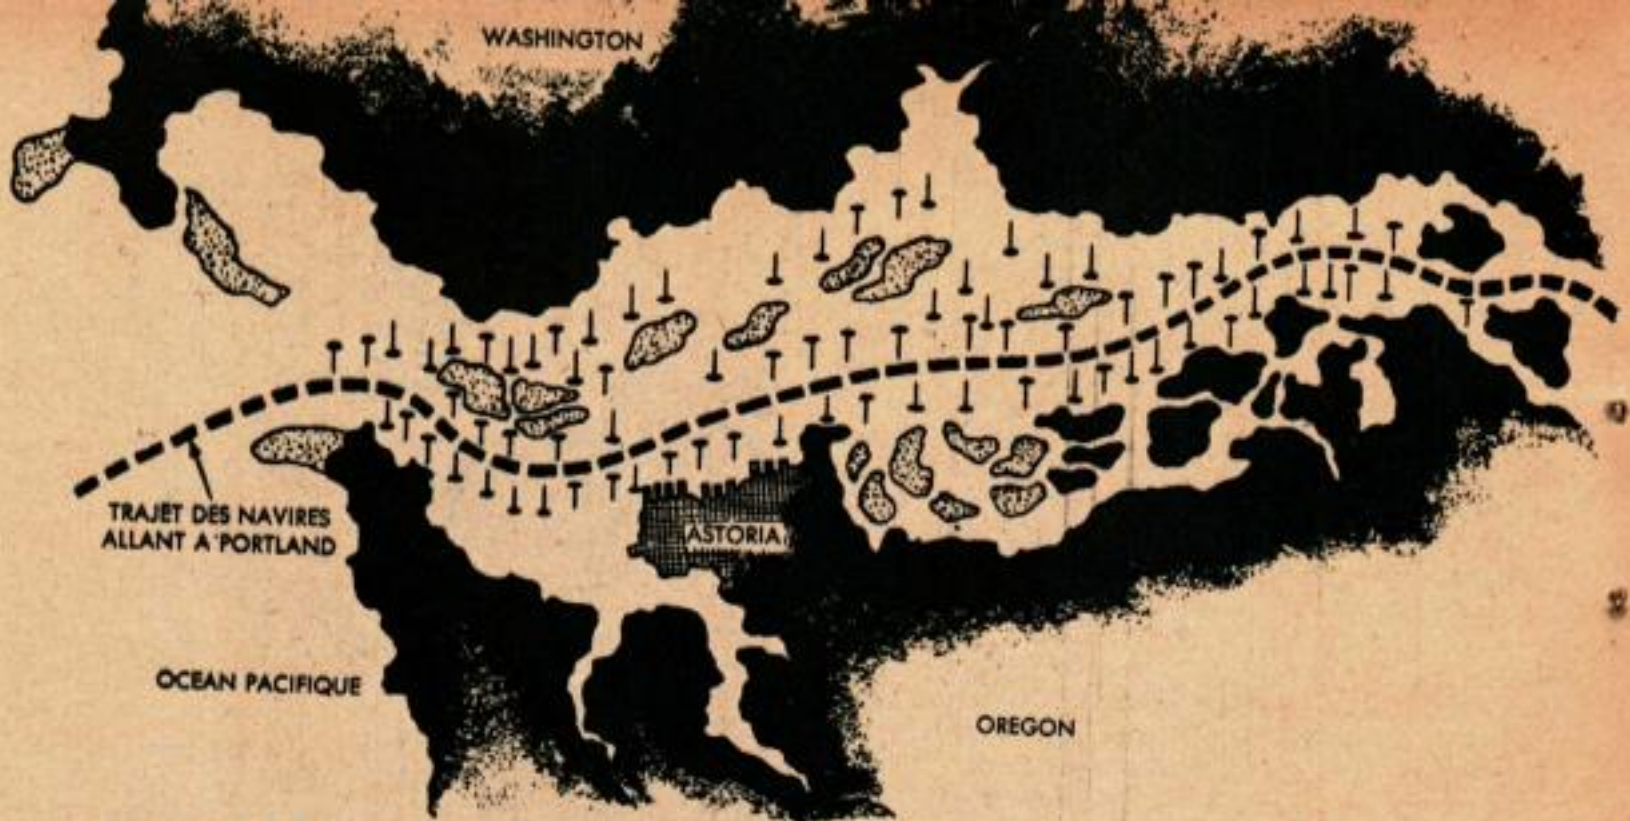 WASHINGTON
TRAJET DES NAVIRES
ALLANT A PORTLAND
ASTORIA
OCEAN PACIFIQUE
OREGON